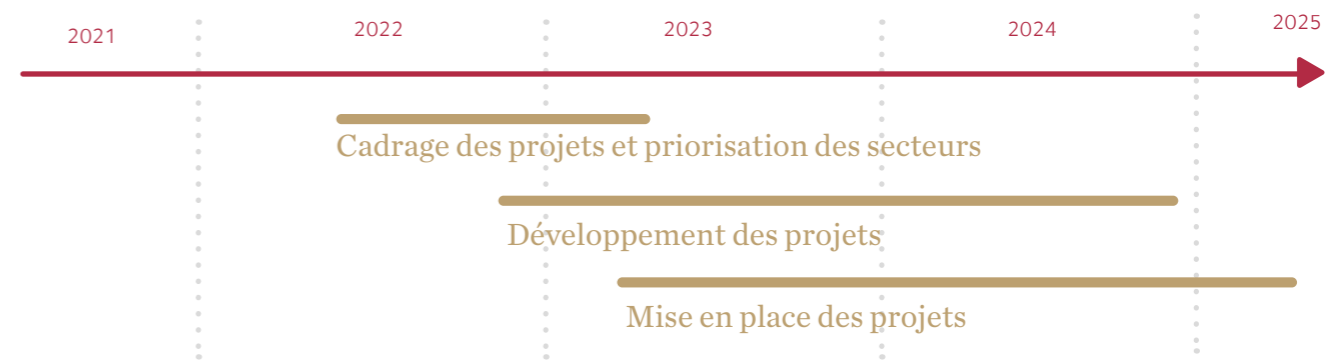 2021
2022
2023
2024
2025
Cadrage des projets et priorisation des secteurs
Développement des projets
Mise en place des projets